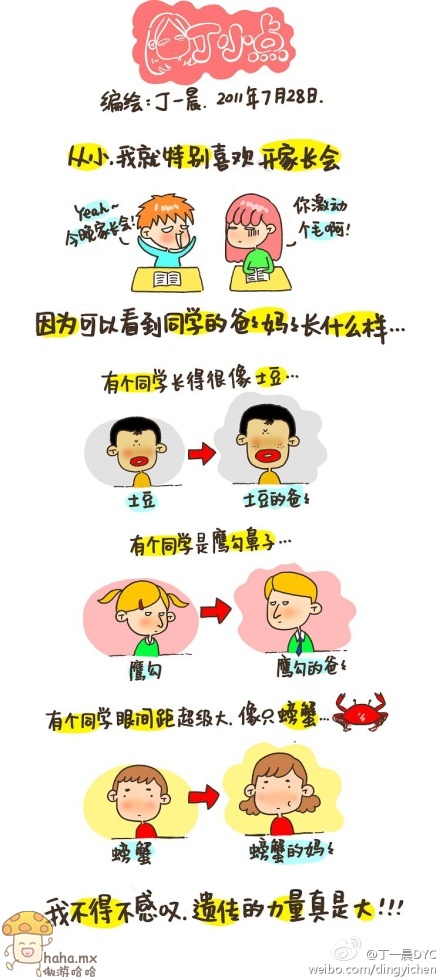 丁小点
编绘:丁一晨. 2011年7月28日.
从小.我就特别喜欢.开家长会
Yeah~
今晚家长会!
你激动
个毛啊!
因为可以看到同学的爸爸妈妈长什么样...
有个同学长得很像土豆...
土豆
土豆的爸爸
有个同学是鹰勾鼻子...
鹰勾
鹰勾的爸爸
有个同学眼间距超级大.像只螃蟹...
螃蟹
螃蟹的妈妈
我不得不感叹.遗传的力量真是大!!!
haha.mx
傲游哈哈
@丁一晨DYC
weibo.com/dingyichen